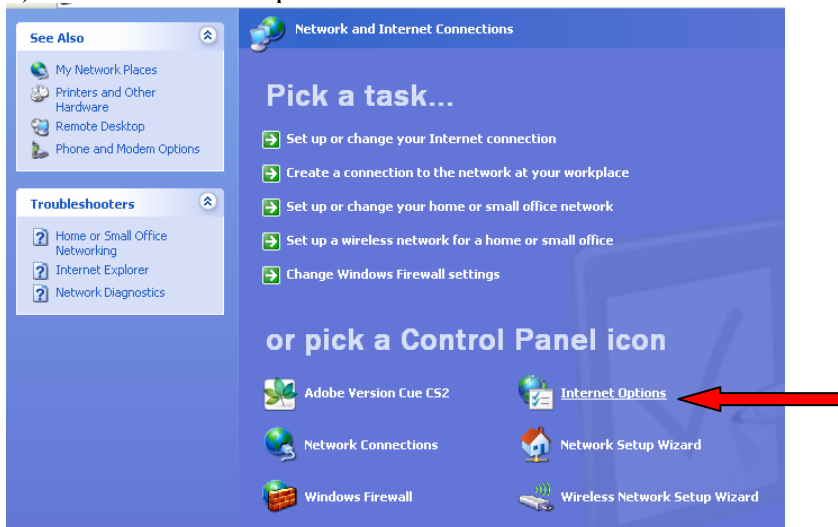 See Also
My Network Places
Printers and Other
Hardware
Remote Desktop
Phone and Modem Options
Troubleshooters
Home or Small Office
Networking
Internet Explorer
Network Diagnostics
Network and Internet Connections
Pick a task...
Set up or change your Internet connection
Create a connection to the network at your workplace
Set up or change your home or small office network
Set up a wireless network for a home or small office
Change Windows Firewall settings
or pick a Control Panel icon
Adobe Version Cue CS2
Internet Options
Network Connections
Network Setup Wizard
Windows Firewall
Wireless Network Setup Wizard